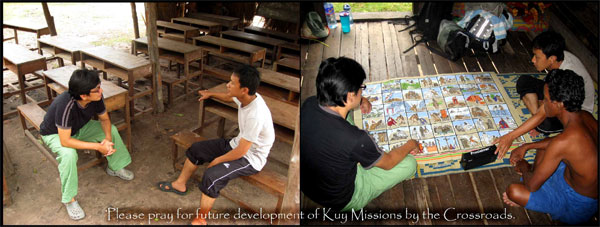 'Please pray for future development of Kuy Missions by the Crossroads.